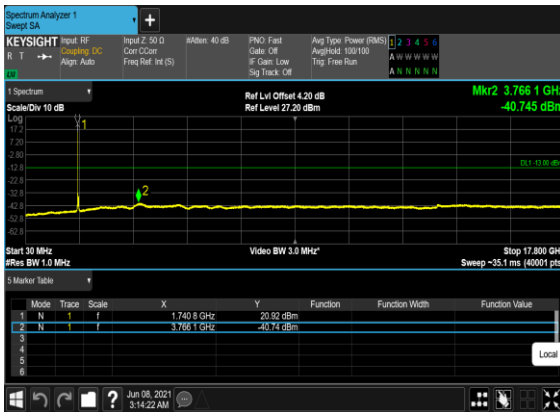 Spectrum Analyzer 1
Swept SA
KEYSIGHT Input: RF Input Z: 50 Ω #Atten: 40 dB PNO: Fast Avg Type: Power (RMS) 1 2 3 4 5 6
R T Coupling: DC Corr CCorr Gate: Off Avg|Hold: 100/100 A W W W W W
Align: Auto Freq Ref: Int (S) IF Gain: Low Trig: Free Run
Sig Track: Off A N N N N N
1 Spectrum Ref Lvl Offset 4.20 dB Mkr2 3.766 1 GHz
Scale/Div 10 dB Ref Level 27.20 dBm -40.745 dBm
Log
17.2
7.20
-2.80
-12.8
-22.8
-32.8
-42.8
-52.8
-62.8
1
DL1 -13.00 dBm
2
Start 30 MHz Video BW 3.0 MHz* Stop 17.800 GHz
#Res BW 1.0 MHz Sweep ~35.1 ms (40001 pts
5 Marker Table
Mode Trace Scale X Y Function Function Width Function Value
1 N 1 f 1.740 8 GHz 20.92 dBm
2 N 1 f 3.766 1 GHz -40.74 dBm
3
4
5
6
Local
Jun 08, 2021
3:14:22 AM